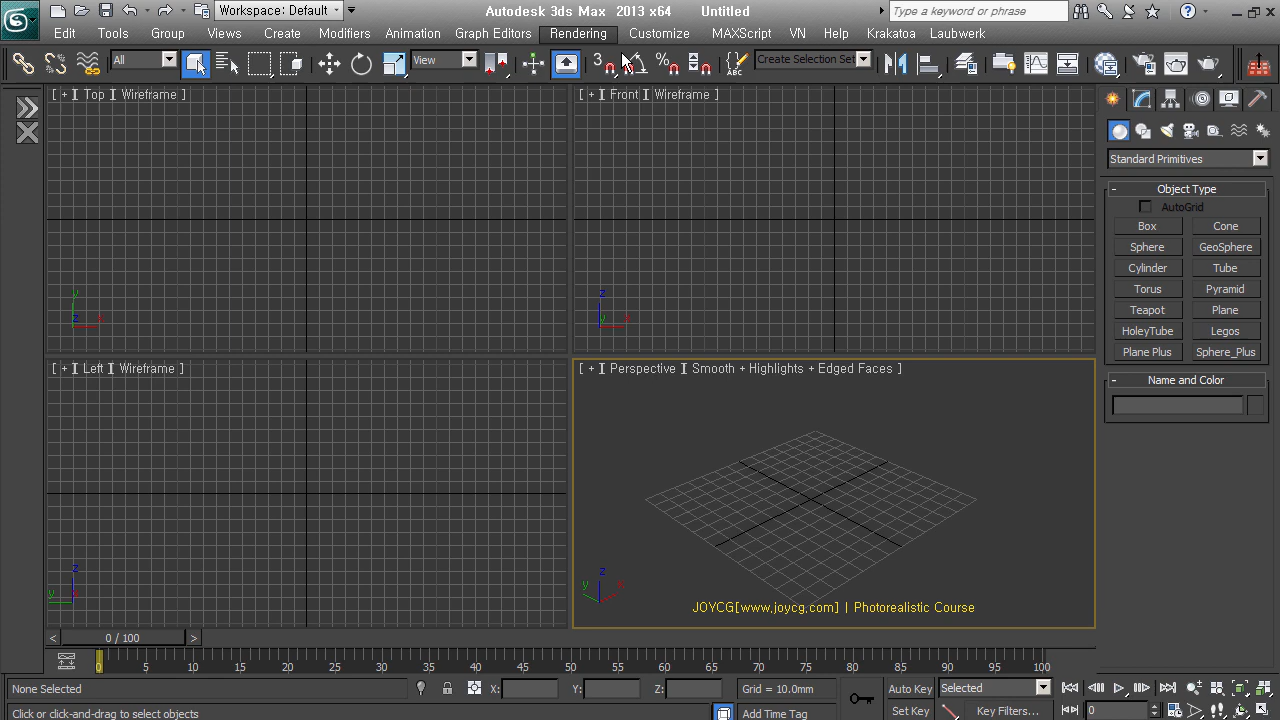 Workspace: Default
Autodesk 3ds Max 2013 x64 Untitled
Type a keyword or phrase
Edit Tools Group Views Create Modifiers Animation Graph Editors Rendering Customize MAXScript VN Help Krakatoa Laubwerk
All
View
3
%
ABC
Create Selection Set
[ + ] Top ] Wireframe ]
[ + ] Front ] Wireframe ]
Standard Primitives
- Object Type
AutoGrid
Box Cone
Sphere GeoSphere
Cylinder Tube
Torus Pyramid
Teapot Plane
HoleyTube Legos
Plane Plus Sphere_Plus
- Name and Color
y
z x
z
y x
[ + ] Left ] Wireframe ]
[ + ] Perspective ] Smooth + Highlights + Edged Faces ]
z
y
z
y x
JOYCG[www.joycg.com] | Photorealistic Course
< 0 / 100 >
0 5 10 15 20 25 30 35 40 45 50 55 60 65 70 75 80 85 90 95 100
None Selected
X: Y: Z:
Grid = 10.0mm
Auto Key
Selected
Click or click-and-drag to select objects
Add Time Tag
Set Key
Key Filters...
0